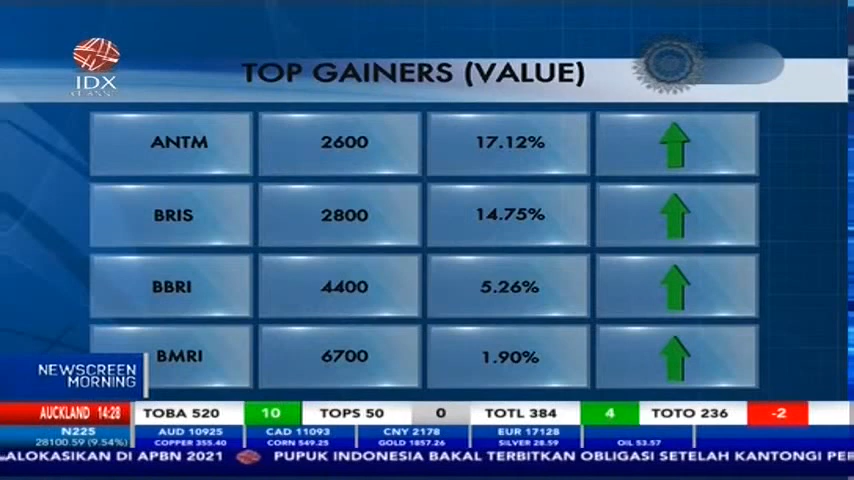 IDX
CHANNEL
TOP GAINERS (VALUE)
ANTM 2600 17.12%
BRIS 2800 14.75%
BBRI 4400 5.26%
BMRI 6700 1.90%
NEWSCREEN
MORNING
AUCKLAND 14:28 TOBA 520 10 TOPS 50 0 TOTL 384 4 TOTO 236 -2
N225 AUD 10925 CAD 11093 CNY 2178 EUR 17128
28100.59 (9.54%) COPPER 355.40 CORN 549.25 GOLD 1857.26 SILVER 28.59 OIL 53.57
ALOKASIKAN DI APBN 2021 PUPUK INDONESIA BAKAL TERBITKAN OBLIGASI SETELAH KANTONGI PE